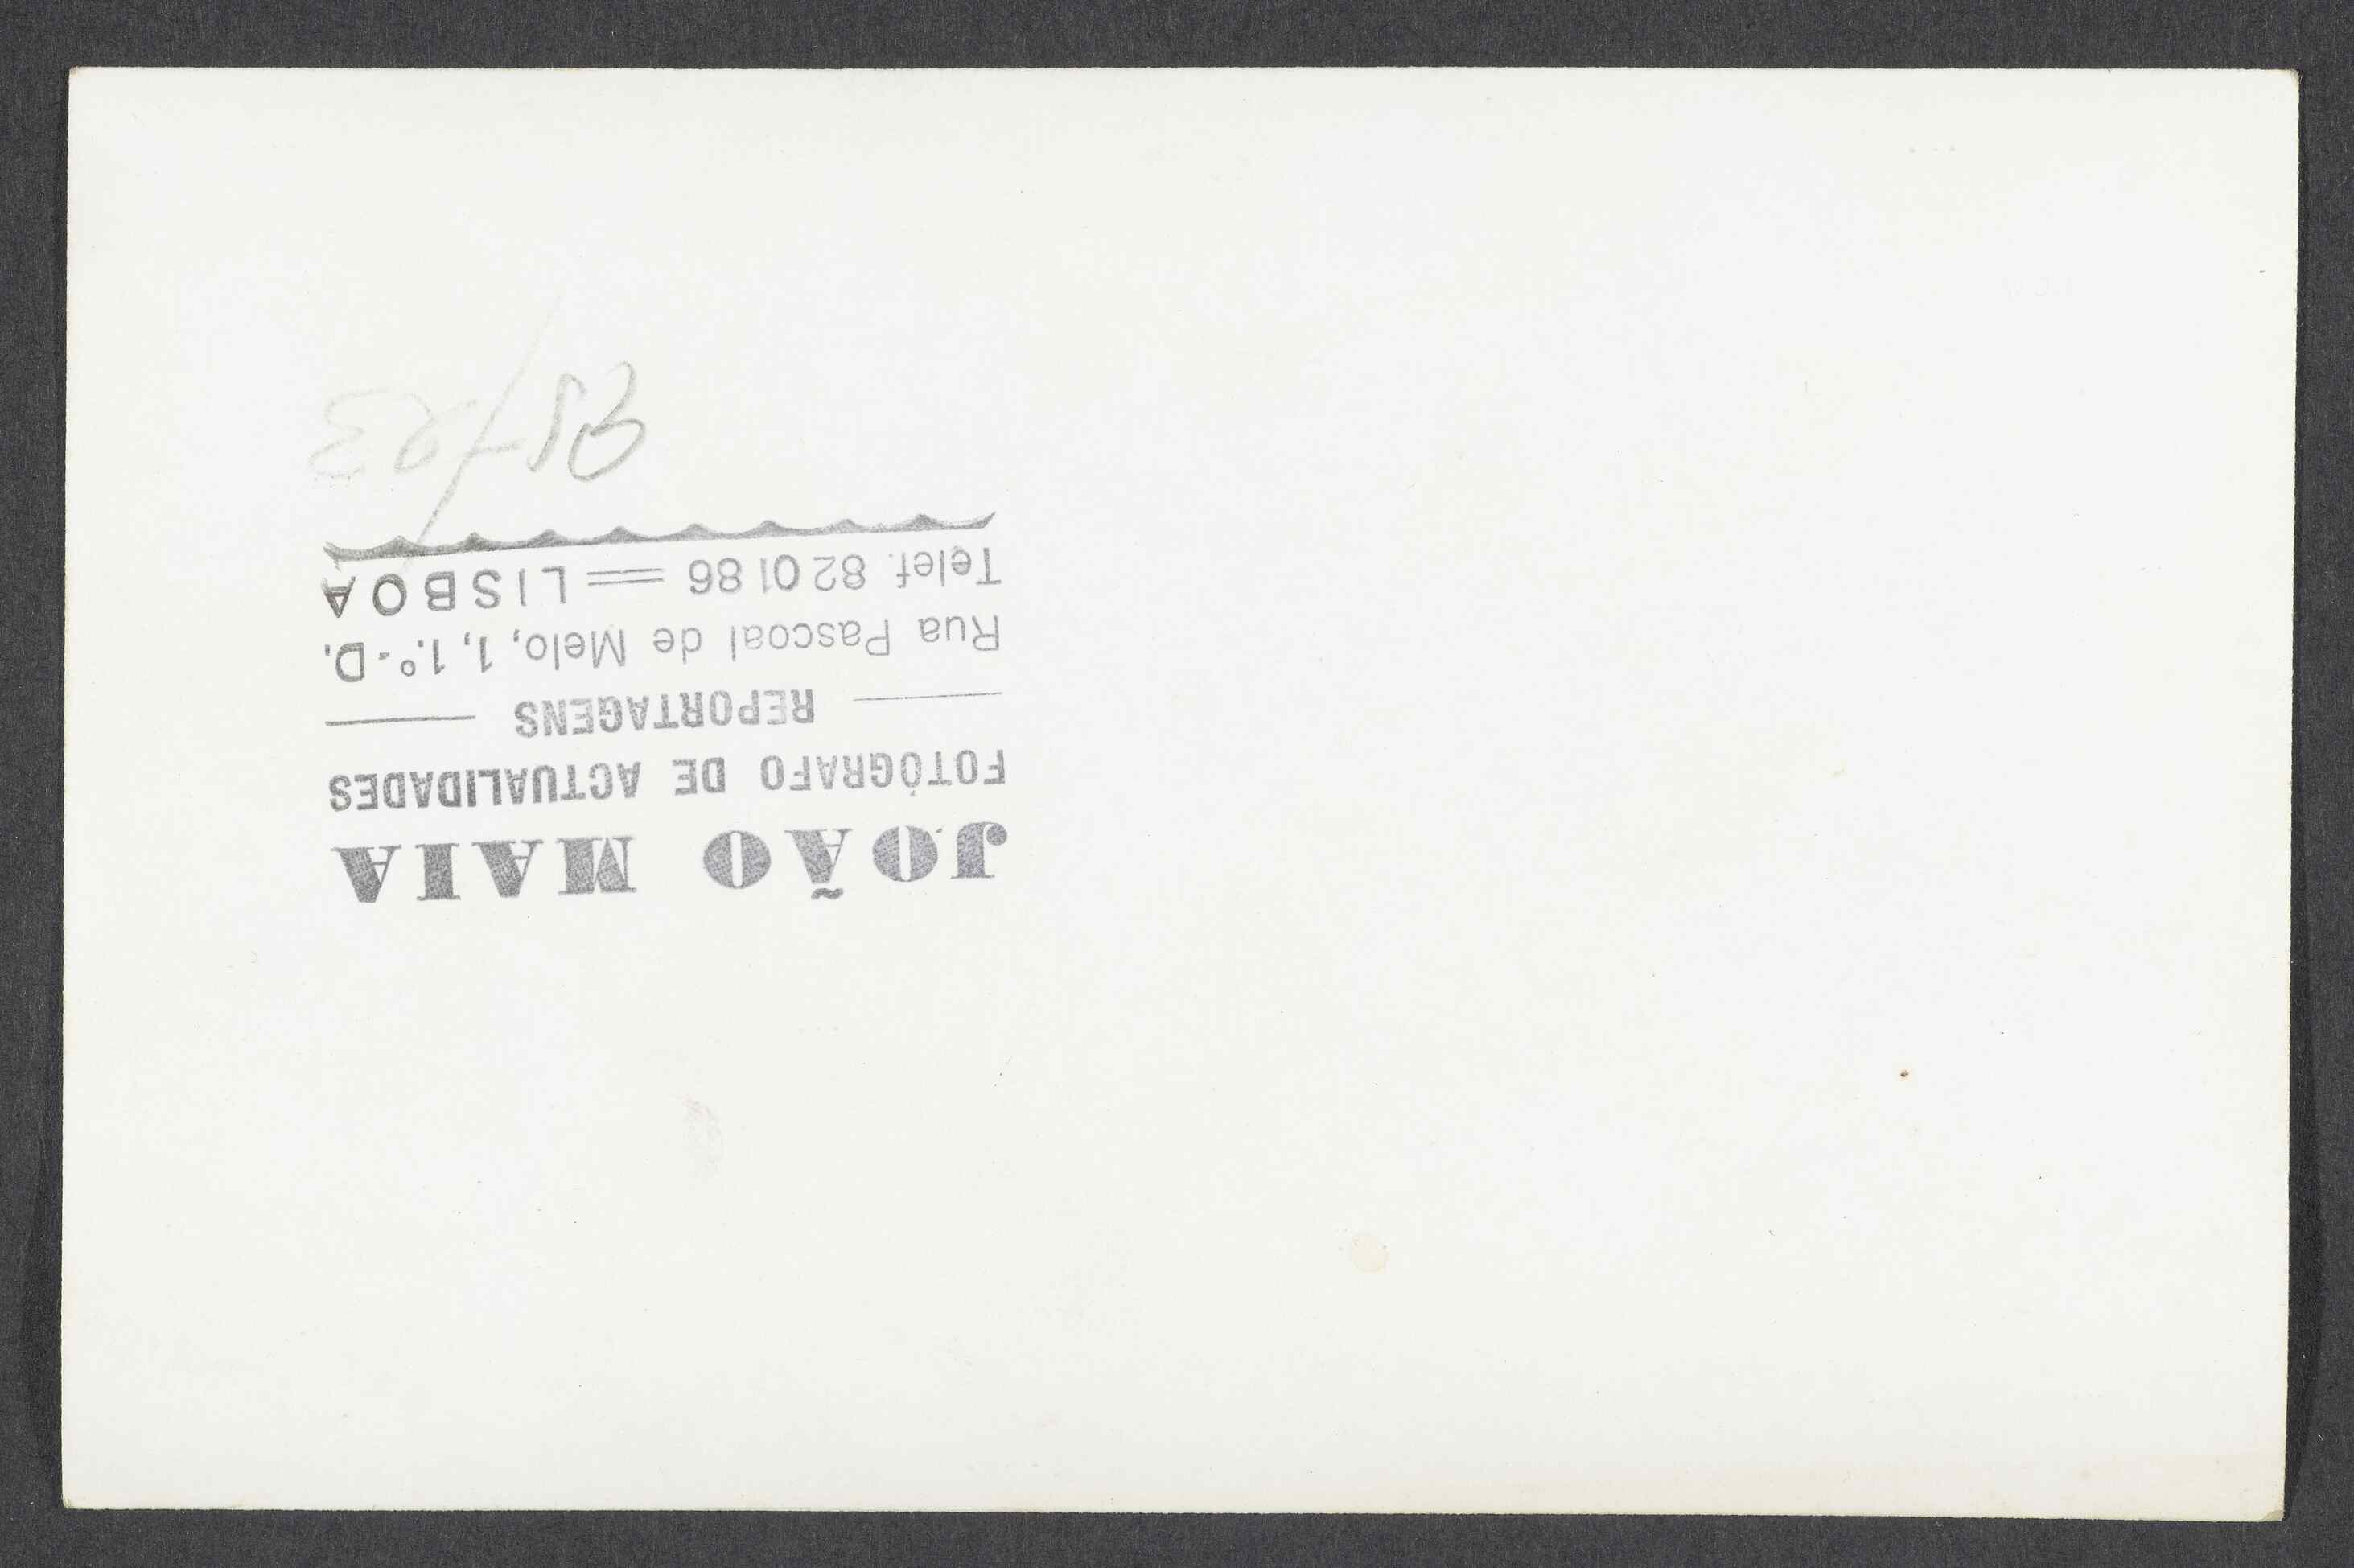 JOÃO MAIA
FOTÓGRAFO DE ACTUALIDADES
REPORTAGENS
Rua Pascoal de Melo, 1, 1.º-D.
Telef. 82 01 86 = LISBOA